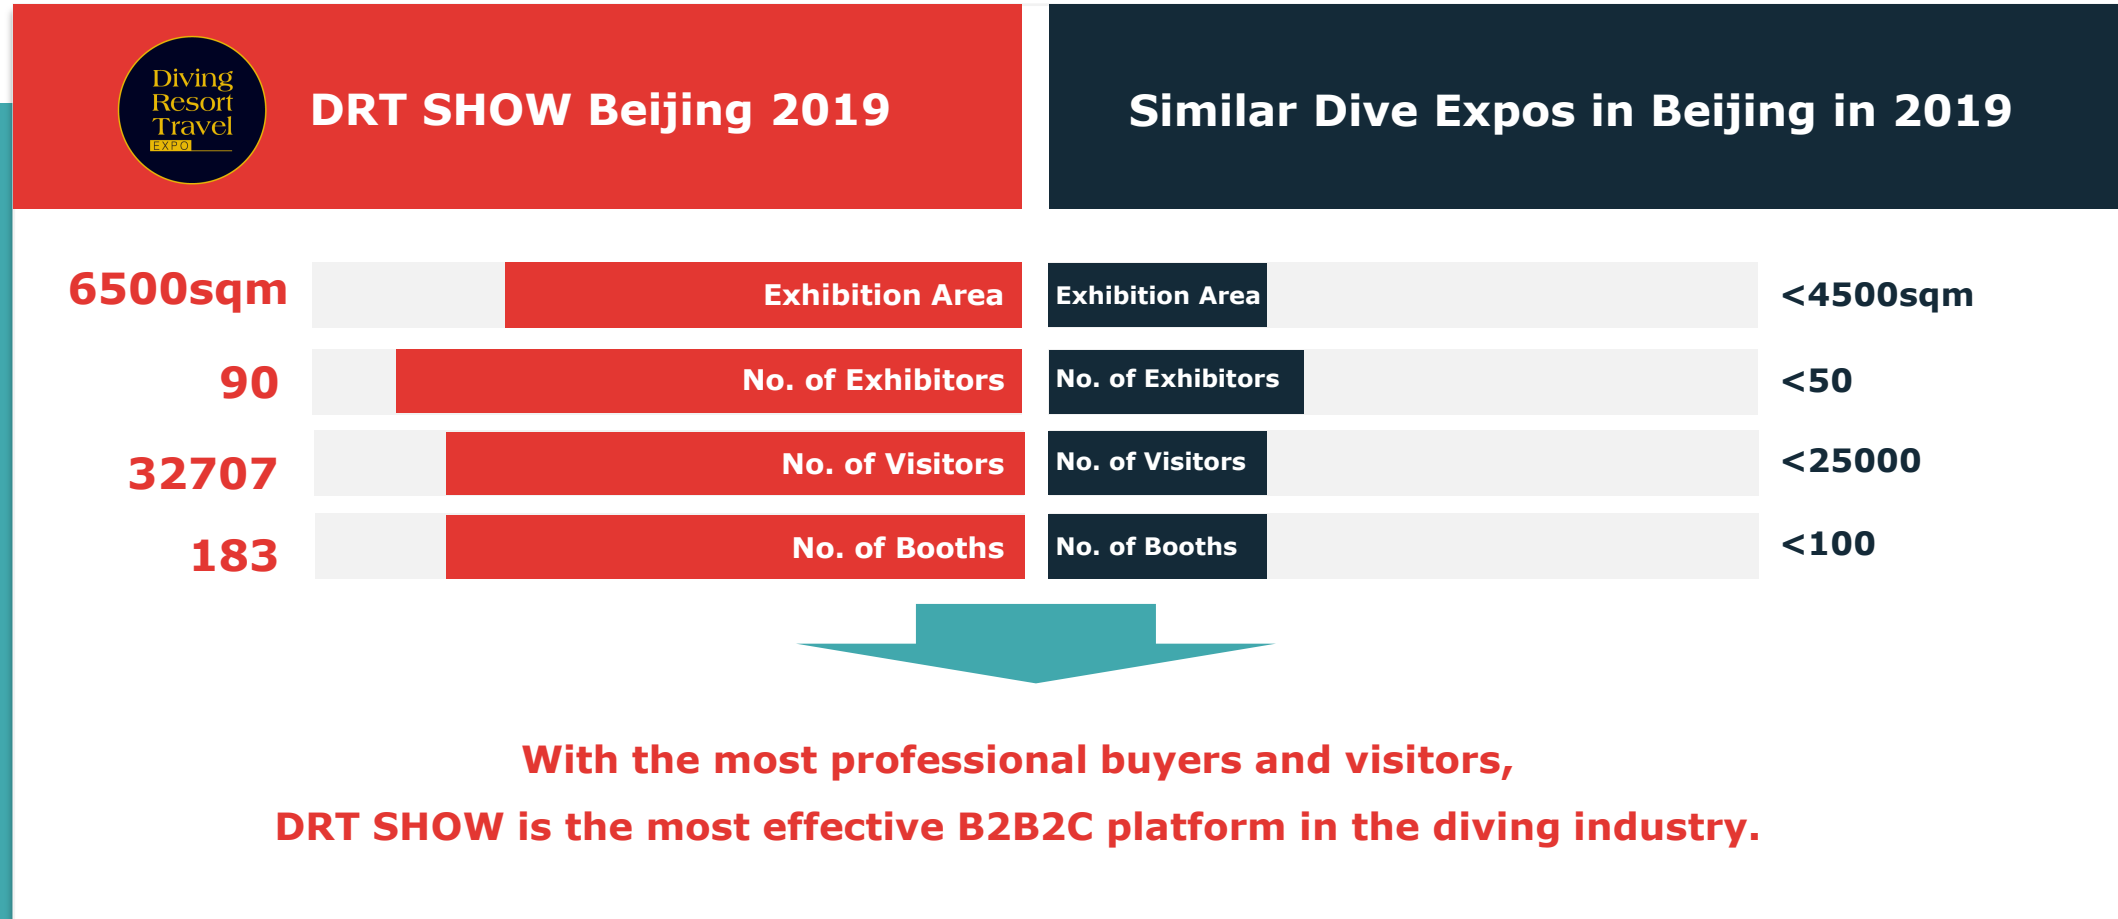 Diving
Resort
Travel
EXPO
DRT SHOW Beijing 2019
Similar Dive Expos in Beijing in 2019
6500sqm
Exhibition Area
Exhibition Area
<4500sqm
90
No. of Exhibitors
No. of Exhibitors
<50
32707
No. of Visitors
No. of Visitors
<25000
183
No. of Booths
No. of Booths
<100
With the most professional buyers and visitors,
DRT SHOW is the most effective B2B2C platform in the diving industry.